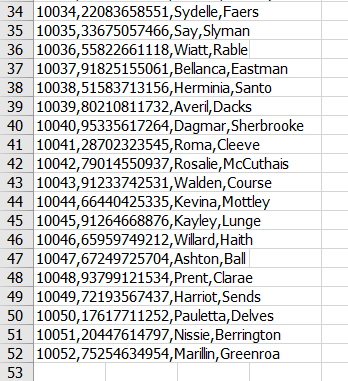 34 10034,22083658551,Sydelle,Faers
35 10035,33675057466,Say,Slyman
36 10036,55822661118,Wiatt,Rable
37 10037,91825155061,Bellanca,Eastman
38 10038,51583713156,Herminia,Santo
39 10039,80210811732,Averil,Dacks
40 10040,95335617264,Dagmar,Sherbrooke
41 10041,28702323545,Roma,Cleeve
42 10042,79014550937,Rosalie,McCuthais
43 10043,91233742531,Walden,Course
44 10044,66440425335,Kevina,Mottley
45 10045,91264668876,Kayley,Lunge
46 10046,65959749212,Willard,Haith
47 10047,67249725704,Ashton,Ball
48 10048,93799121534,Prent,Clarae
49 10049,72193567437,Harriot,Sends
50 10050,17617711252,Pauletta,Delves
51 10051,20447614797,Nissie,Berrington
52 10052,75254634954,Marillin,Greenroa
53